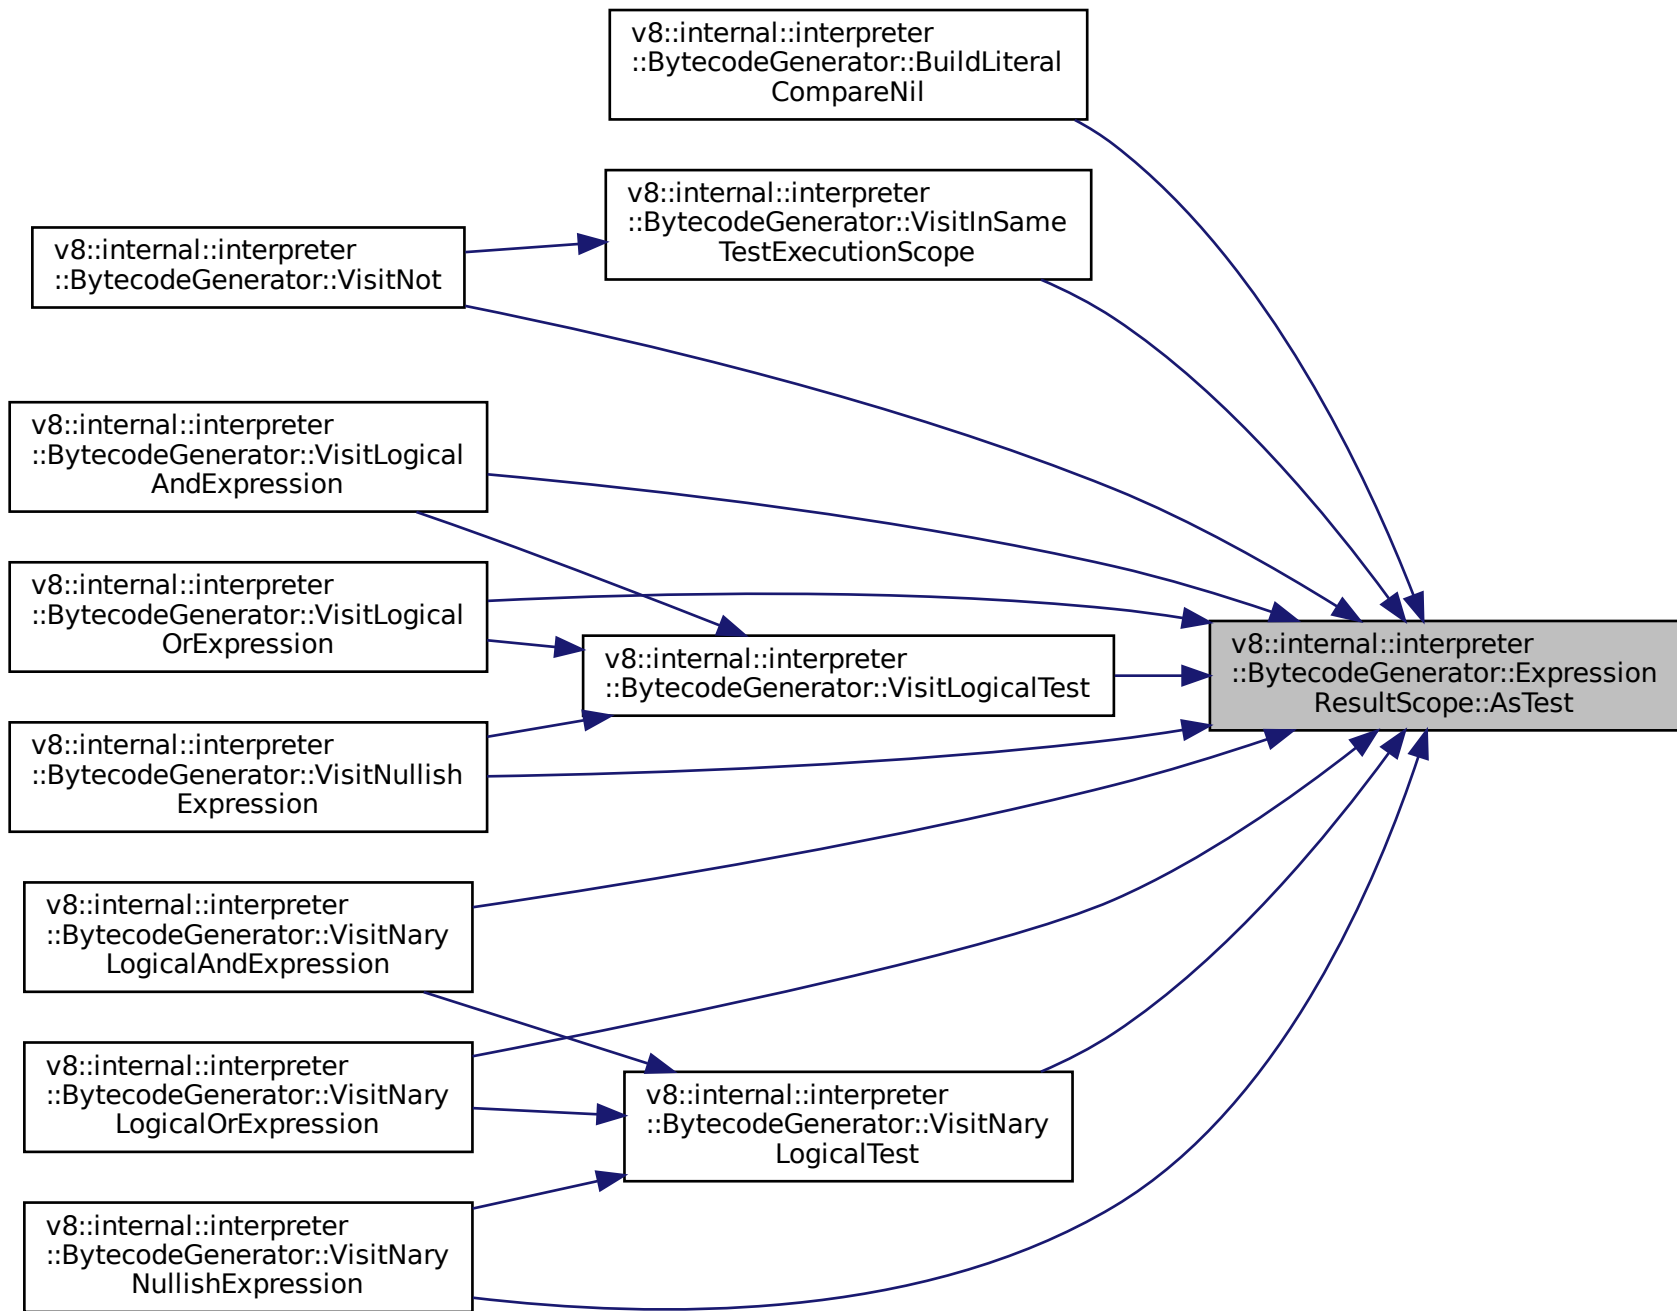 v8::internal::interpreter
::BytecodeGenerator::BuildLiteral
CompareNil
v8::internal::interpreter
::BytecodeGenerator::VisitInSame
TestExecutionScope
v8::internal::interpreter
::BytecodeGenerator::VisitNot
v8::internal::interpreter
::BytecodeGenerator::VisitLogical
AndExpression
v8::internal::interpreter
::BytecodeGenerator::VisitLogical
OrExpression
v8::internal::interpreter
::BytecodeGenerator::VisitLogicalTest
v8::internal::interpreter
::BytecodeGenerator::Expression
ResultScope::AsTest
v8::internal::interpreter
::BytecodeGenerator::VisitNullish
Expression
v8::internal::interpreter
::BytecodeGenerator::VisitNary
LogicalAndExpression
v8::internal::interpreter
::BytecodeGenerator::VisitNary
LogicalOrExpression
v8::internal::interpreter
::BytecodeGenerator::VisitNary
LogicalTest
v8::internal::interpreter
::BytecodeGenerator::VisitNary
NullishExpression